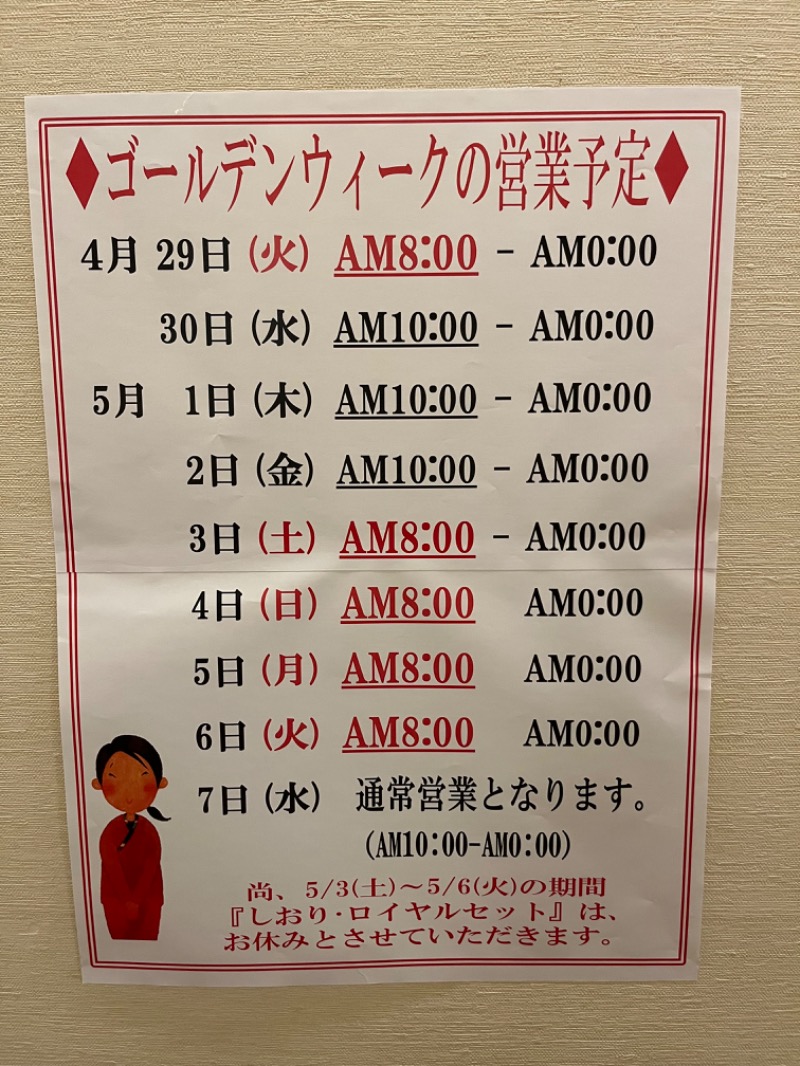 ♦ゴールデンウィークの営業予定♦
4月 29日 (火) AM8:00 - AM0:00
30日 (水) AM10:00 - AM0:00
5月 1日 (木) AM10:00 - AM0:00
2日 (金) AM10:00 - AM0:00
3日 (土) AM8:00 - AM0:00
4日 (日) AM8:00 AM0:00
5日 (月) AM8:00 AM0:00
6日 (火) AM8:00 AM0:00
7日 (水) 通常営業となります。
(AM10:00-AM0:00)
尚、5/3(土)～5/6(火)の期間
『しおり・ロイヤルセット』は、
お休みとさせていただきます。